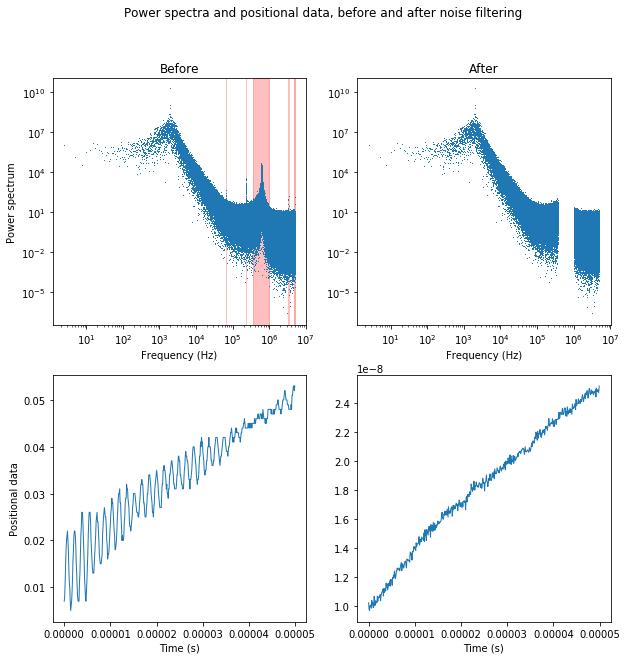 Power spectra and positional data, before and after noise filtering
Before
After
Power spectrum
10^10
10^7
10^4
10^1
10^-2
10^-5
10^1 10^2 10^3 10^4 10^5 10^6 10^7
Frequency (Hz)
10^10
10^7
10^4
10^1
10^-2
10^-5
10^1 10^2 10^3 10^4 10^5 10^6 10^7
Frequency (Hz)
Positional data
0.05
0.04
0.03
0.02
0.01
0.00000 0.00001 0.00002 0.00003 0.00004 0.00005
Time (s)
1e−8
2.4
2.2
2.0
1.8
1.6
1.4
1.2
1.0
0.00000 0.00001 0.00002 0.00003 0.00004 0.00005
Time (s)